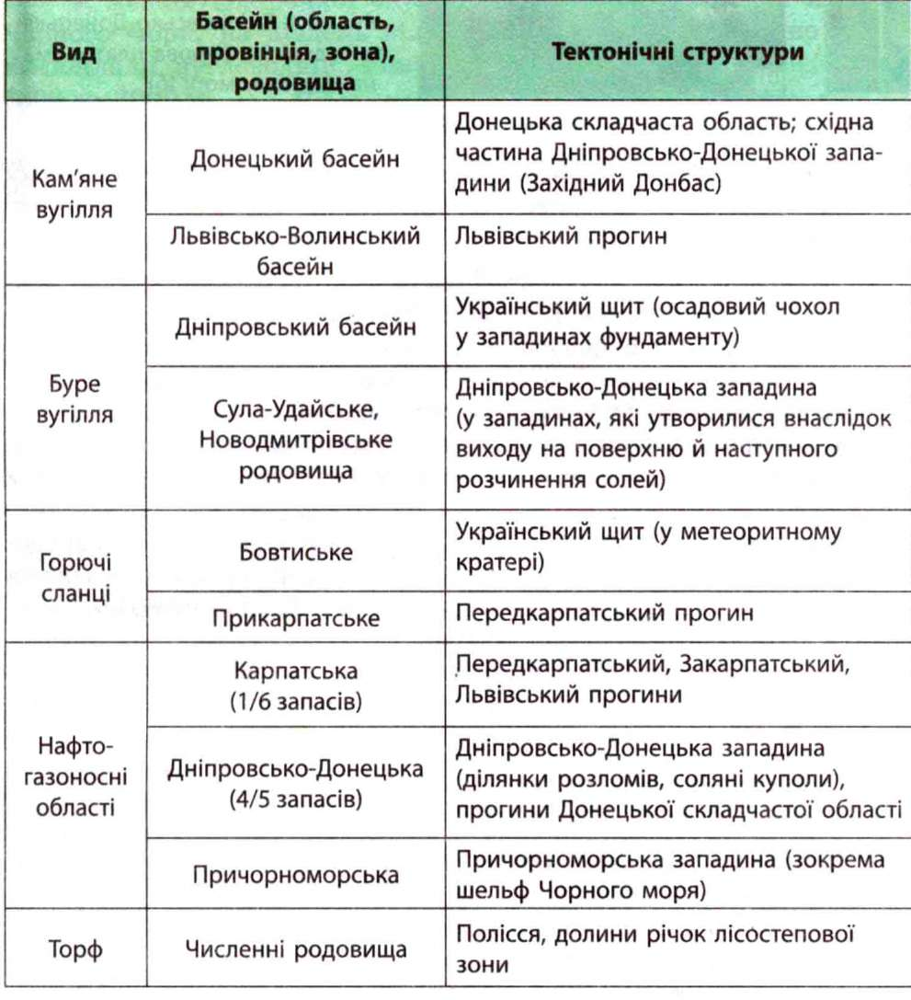 Вид
Басейн (область,
провінція, зона),
родовища
Тектонічні структури
Кам'яне
вугілля
Донецький басейн
Донецька складчаста область; східна
частина Дніпровсько-Донецької запа-
дини (Західний Донбас)
Львівсько-Волинський
басейн
Львівський прогин
Буре
вугілля
Дніпровський басейн
Український щит (осадовий чохол
у западинах фундаменту)
Сула-Удайське,
Новодмитрівське
родовища
Дніпровсько-Донецька западина
(у западинах, які утворилися внаслідок
виходу на поверхню й наступного
розчинення солей)
Горючі
сланці
Бовтиське
Український щит (у метеоритному
кратері)
Прикарпатське
Передкарпатський прогин
Нафто-
газоносні
області
Карпатська
(1/6 запасів)
Передкарпатський, Закарпатський,
Львівський прогини
Дніпровсько-Донецька
(4/5 запасів)
Дніпровсько-Донецька западина
(ділянки розломів, соляні куполи),
прогини Донецької складчастої області
Причорноморська
Причорноморська западина (зокрема
шельф Чорного моря)
Торф
Численні родовища
Полісся, долини річок лісостепової
зони